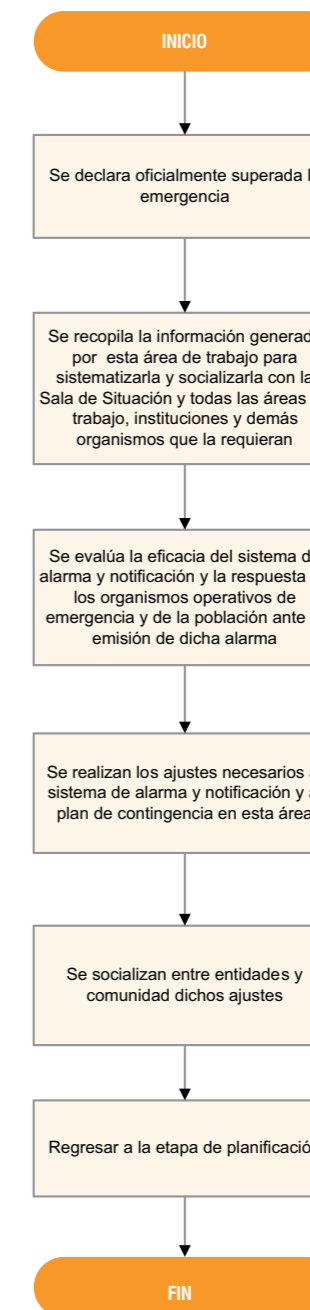 INICIO
Se declara oficialmente superada
emergencia
Se recopila la información
por esta área de trabajo para
sistematizarla y socializarla con
Sala de Situación y todas las áreas
trabajo, instituciones y demás
organismos que la requieran
Se evalúa la eficacia del sistema
alarma y notificación y la respuesta
los organismos operativos de
emergencia y de la población ante
emisión de dicha alarma
Se realizan los ajustes necesarios
sistema de alarma y notificación y
plan de contingencia en esta área
Se socializan entre entidades y
comunidad dichos ajustes
Regresar a la etapa de
FIN